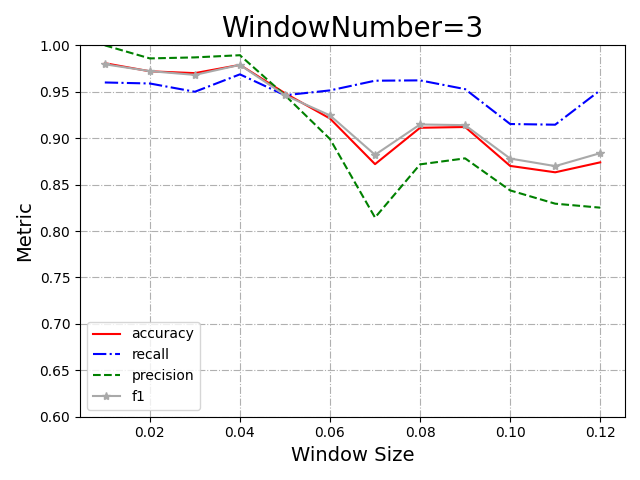 WindowNumber=3
1.00
0.95
0.90
0.85
0.80
0.75
0.70
0.65
0.60
Metric
accuracy
recall
precision
f1
0.02 0.04 0.06 0.08 0.10 0.12
Window Size